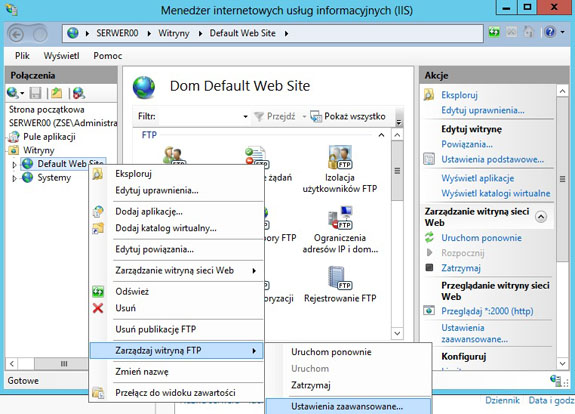 Menedżer internetowych usług informacyjnych (IIS)
SERWER00 Witryny Default Web Site
Plik Wyświetl Pomoc
Połączenia
Strona początkowa
SERWER00 (ZSE\Administra
Pule aplikacji
Witryny
Default Web Site
Systemy
Dom Default Web Site
Filtr: Przejdź Pokaż wszystko
FTP
żądań
Izolacja
użytkowników FTP
ory FTP
Ograniczenia
adresów IP i dom...
oryzacji
Rejestrowanie FTP
Eksploruj
Edytuj uprawnienia...
Dodaj aplikację...
Dodaj katalog wirtualny...
Edytuj powiązania...
Zarządzanie witryną sieci Web
Odśwież
Usuń
Usuń publikację FTP
Zarządzaj witryną FTP
Zmień nazwę
Przełącz do widoku zawartości
Uruchom ponownie
Uruchom
Zatrzymaj
Ustawienia zaawansowane...
Akcje
Eksploruj
Edytuj uprawnienia...
Edytuj witrynę
Powiązania...
Ustawienia podstawowe...
Wyświetl aplikacje
Wyświetl katalogi wirtualne
Zarządzanie witryną sieci
Web
Uruchom ponownie
Rozpocznij
Zatrzymaj
Przeglądanie witryny sieci
Web
Przeglądaj *:2000 (http)
Ustawienia
zaawansowane...
Konfiguruj
Gotowe
Dziennik Data i godz